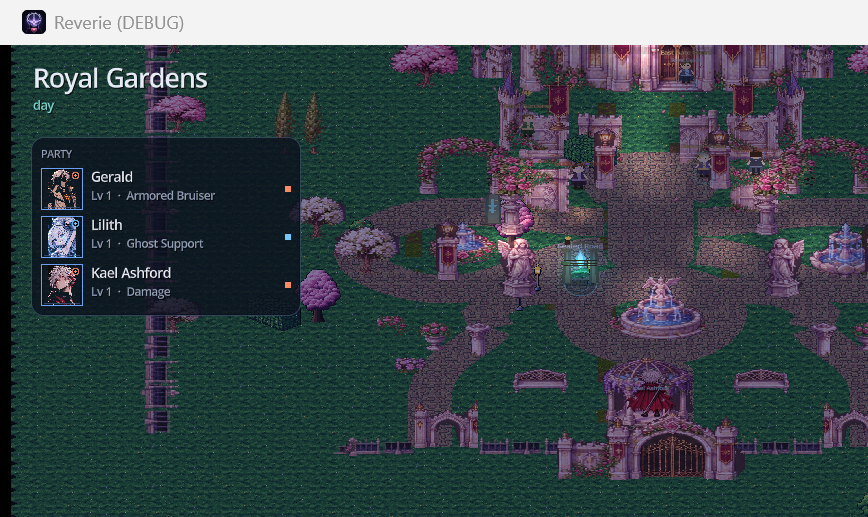 Reverie (DEBUG)
Royal Gardens
day
PARTY
Gerald
Lv 1 · Armored Bruiser
Lilith
Lv 1 · Ghost Support
Kael Ashford
Lv 1 · Damage